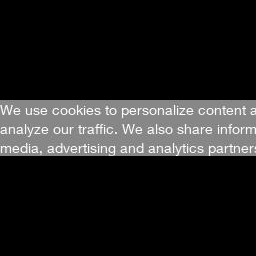 We use cookies to personalize content a
analyze our traffic. We also share inform
media, advertising and analytics partners